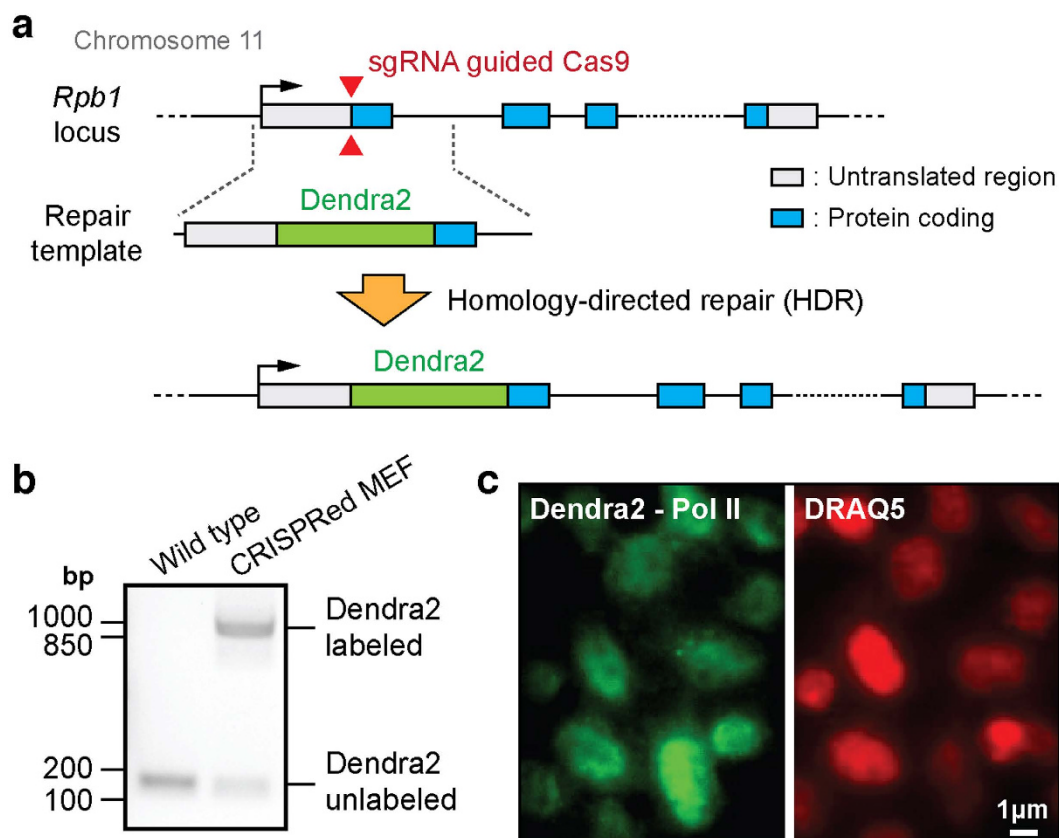 a
Chromosome 11
sgRNA guided Cas9
Rpb1
locus
Dendra2
Repair
template
: Untranslated region
: Protein coding
Homology-directed repair (HDR)
Dendra2
b
Wild type
CRISPRed MEF
bp
1000
850
200
100
Dendra2
labeled
Dendra2
unlabeled
c
Dendra2 - Pol II
DRAQ5
1µm